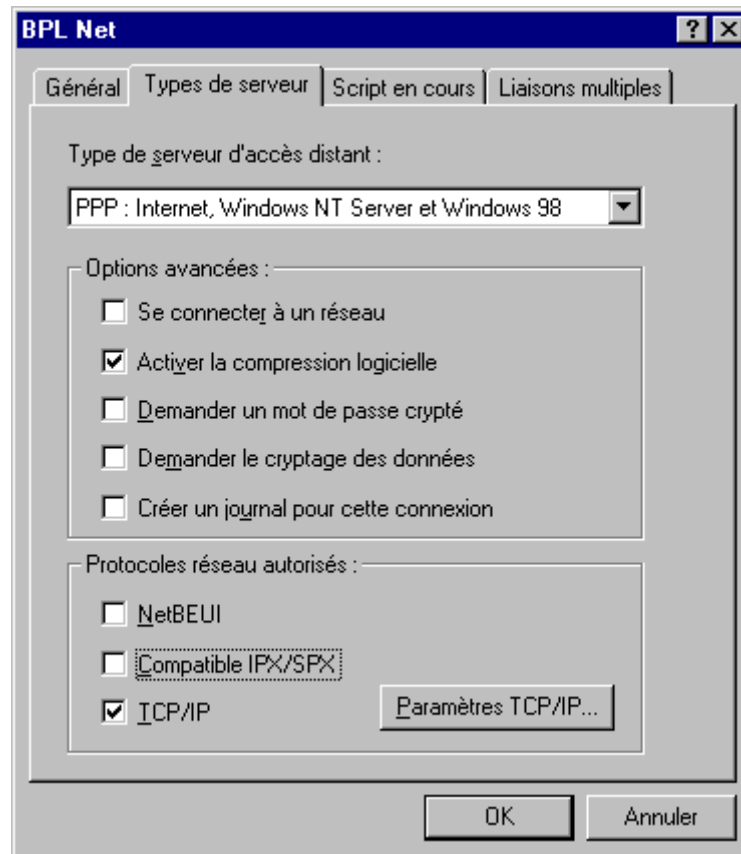 BPL Net
Général Types de serveur Script en cours Liaisons multiples
Type de serveur d'accès distant :
PPP : Internet, Windows NT Server et Windows 98
Options avancées :
Se connecter à un réseau
Activer la compression logicielle
Demander un mot de passe crypté
Demander le cryptage des données
Créer un journal pour cette connexion
Protocoles réseau autorisés :
NetBEUI
Compatible IPX/SPX
TCP/IP Paramètres TCP/IP...
OK Annuler